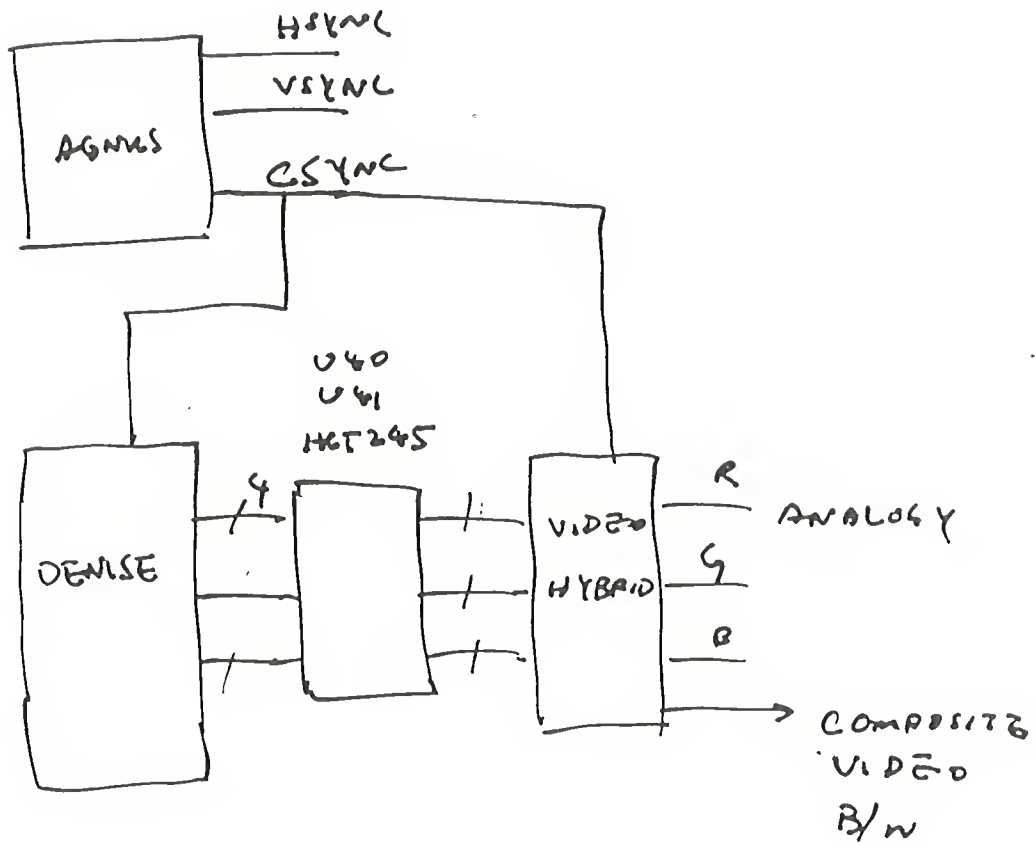 HSYNC
VSYNC
AGNUS
CSYNC
U40
U41
HCT245
4
R
VIDEO
ANALOGY
DENISE
HYBRID
G
B
COMPOSITE
VIDEO
B/W